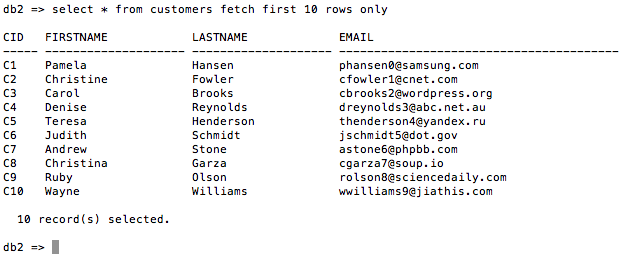 db2 => select * from customers fetch first 10 rows only
CID   FIRSTNAME            LASTNAME             EMAIL
----- -------------------- -------------------- ----------------------------------------
C1    Pamela               Hansen               phansen0@samsung.com
C2    Christine            Fowler               cfowler1@cnet.com
C3    Carol                Brooks               cbrooks2@wordpress.org
C4    Denise               Reynolds             dreynolds3@abc.net.au
C5    Teresa               Henderson            thenderson4@yandex.ru
C6    Judith               Schmidt              jschmidt5@dot.gov
C7    Andrew               Stone                astone6@phpbb.com
C8    Christina            Garza                cgarza7@soup.io
C9    Ruby                 Olson                rolson8@sciencedaily.com
C10   Wayne                Williams             wwilliams9@jiathis.com
  10 record(s) selected.
db2 =>